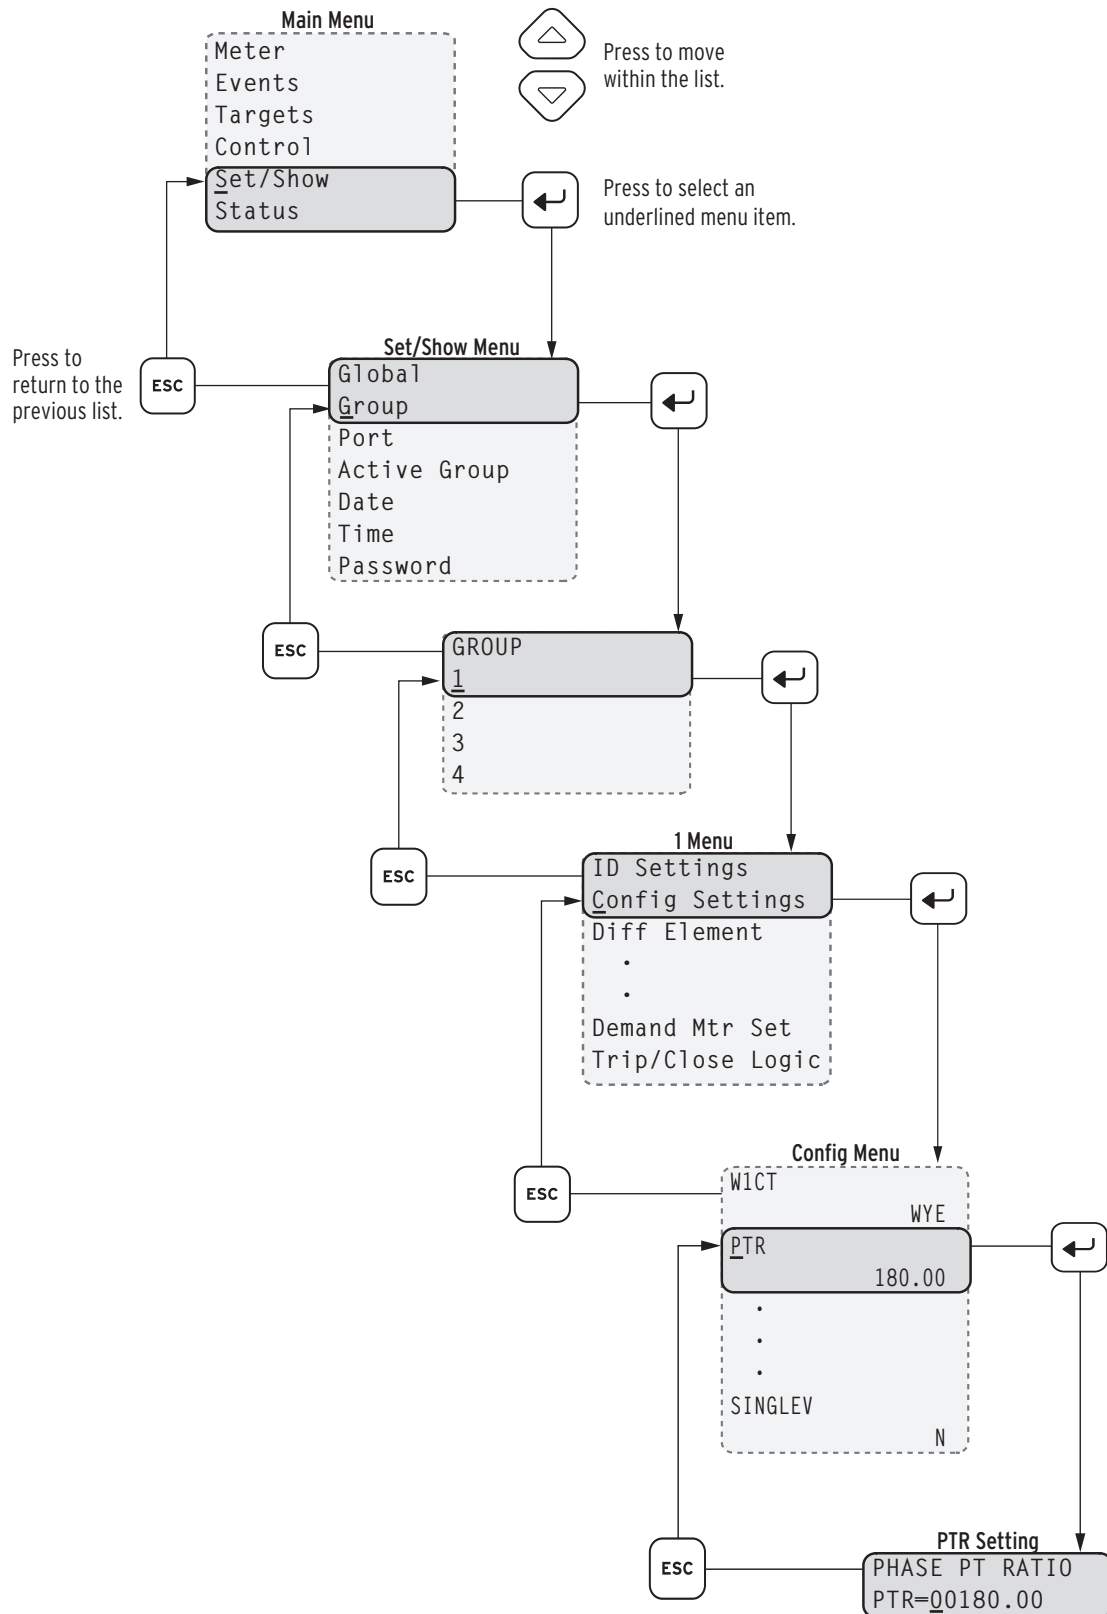 Main Menu
Meter
Events
Targets
Control
Set/Show
Status
Press to move
within the list.
Press to select an
underlined menu item.
Press to
return to the
previous list.
ESC
Set/Show Menu
Global
Group
Port
Active Group
Date
Time
Password
ESC
GROUP
1
2
3
4
ESC
1 Menu
ID Settings
Config Settings
Diff Element
.
.
Demand Mtr Set
Trip/Close Logic
ESC
Config Menu
W1CT
WYE
PTR
180.00
.
.
.
SINGLEV
N
ESC
PTR Setting
PHASE PT RATIO
PTR=00180.00